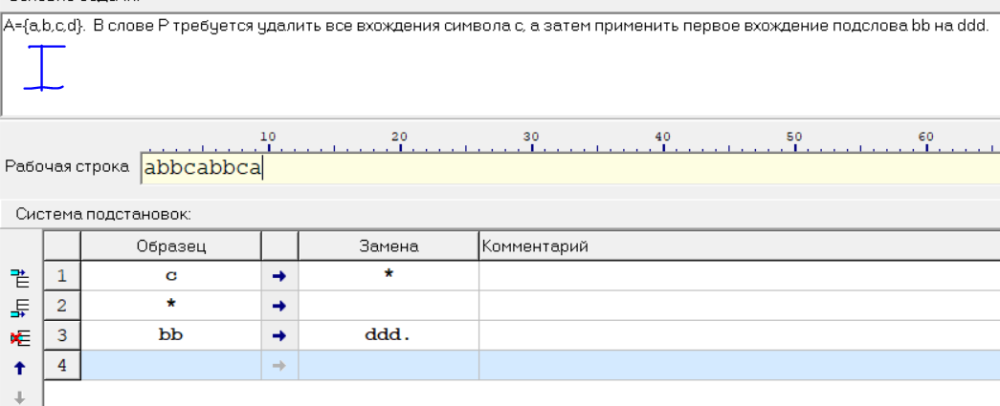 A={a,b,c,d}. В слове P требуется удалить все вхождения символа c, а затем применить первое вхождение подслова bb на ddd.
10 20 30 40 50 60
Рабочая строка abbcabbca
Система подстановок:
Образец Замена Комментарий
1 c → *
2 * →
3 bb → ddd.
4 →